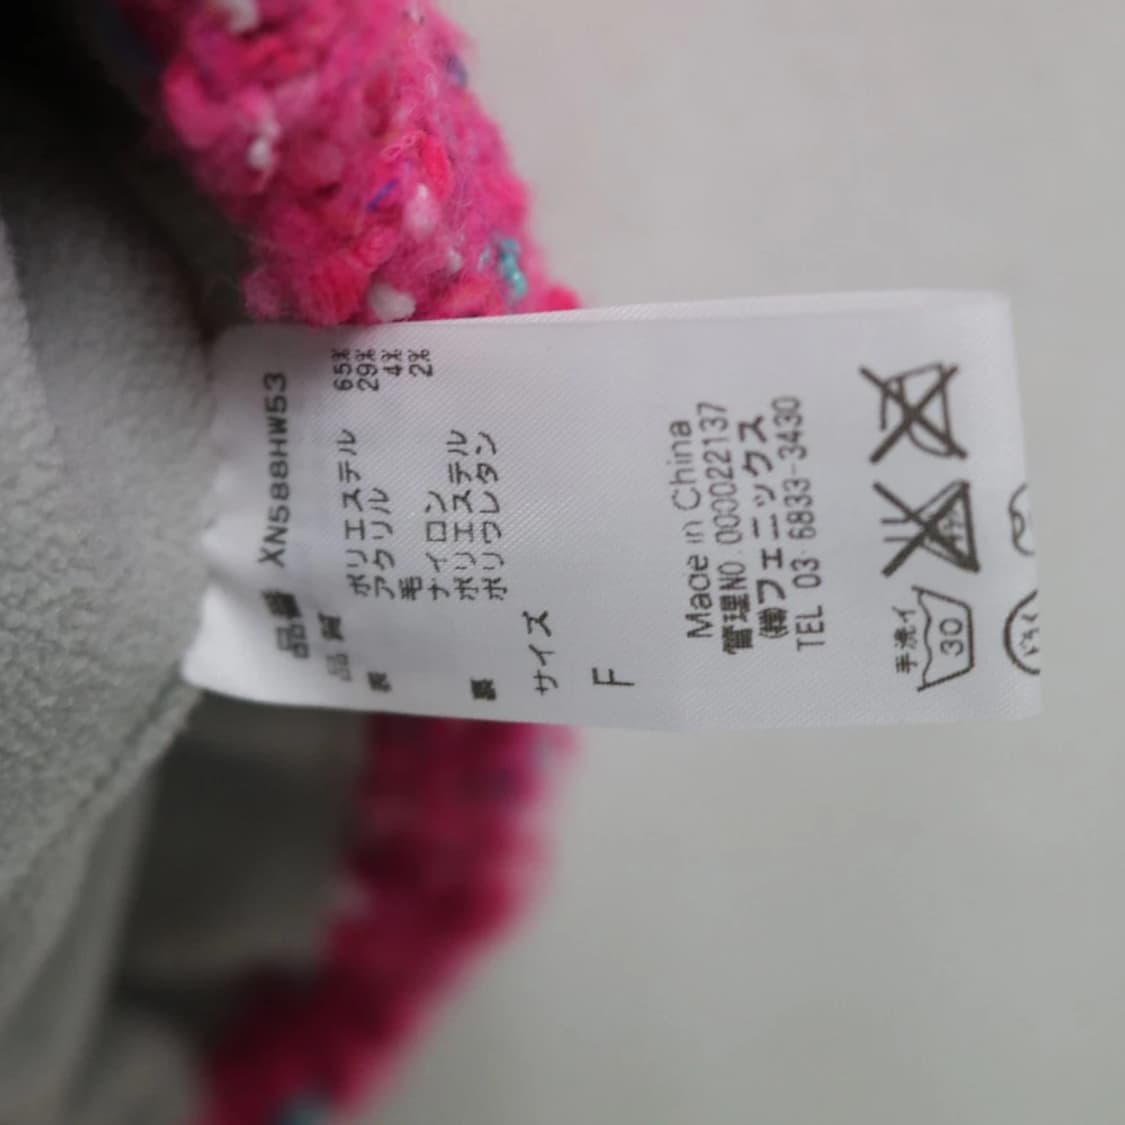 品番 XN588HW53
品質
表 ポリエステル 65%
アクリル 29%
毛 4%
ナイロン 2%
裏 ポリエステル
ポリウレタン
サイズ
F
Made in China
管理NO.0000022137
㈱フェニックス
TEL 03-6833-3430
手洗イ
30